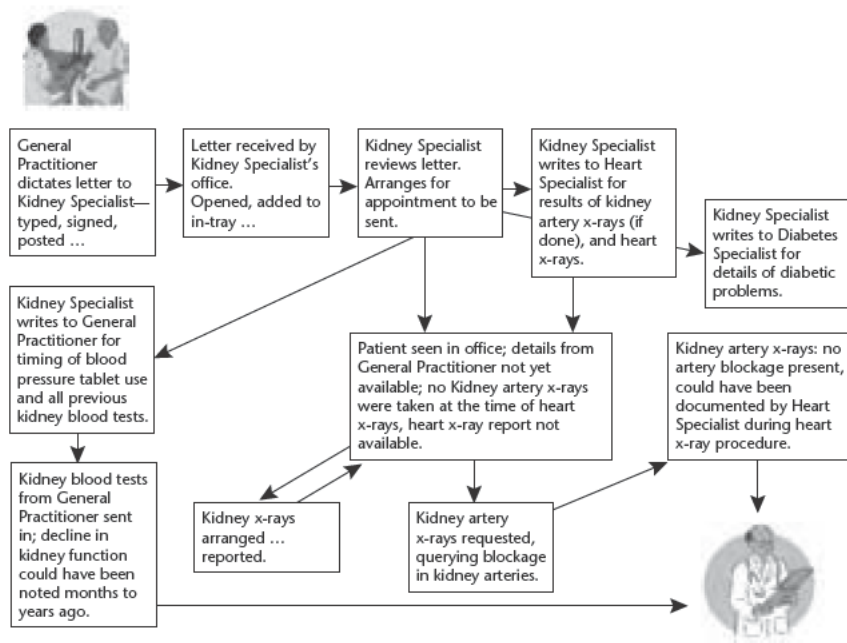 General
Practitioner
dictates letter to
Kidney Specialist—
typed, signed,
posted ...
Letter received by
Kidney Specialist's
office.
Opened, added to
in-tray ...
Kidney Specialist
reviews letter.
Arranges for
appointment to be
sent.
Kidney Specialist
writes to Heart
Specialist for
results of kidney
artery x-rays (if
done), and heart
x-rays.
Kidney Specialist
writes to Diabetes
Specialist for
details of diabetic
problems.
Kidney Specialist
writes to General
Practitioner for
timing of blood
pressure tablet use
and all previous
kidney blood tests.
Patient seen in office; details from
General Practitioner not yet
available; no Kidney artery x-rays
were taken at the time of heart
x-rays, heart x-ray report not
available.
Kidney artery x-rays: no
artery blockage present,
could have been
documented by Heart
Specialist during heart
x-ray procedure.
Kidney blood tests
from General
Practitioner sent
in; decline in
kidney function
could have been
noted months to
years ago.
Kidney x-rays
arranged ...
reported.
Kidney artery
x-rays requested,
querying blockage
in kidney arteries.